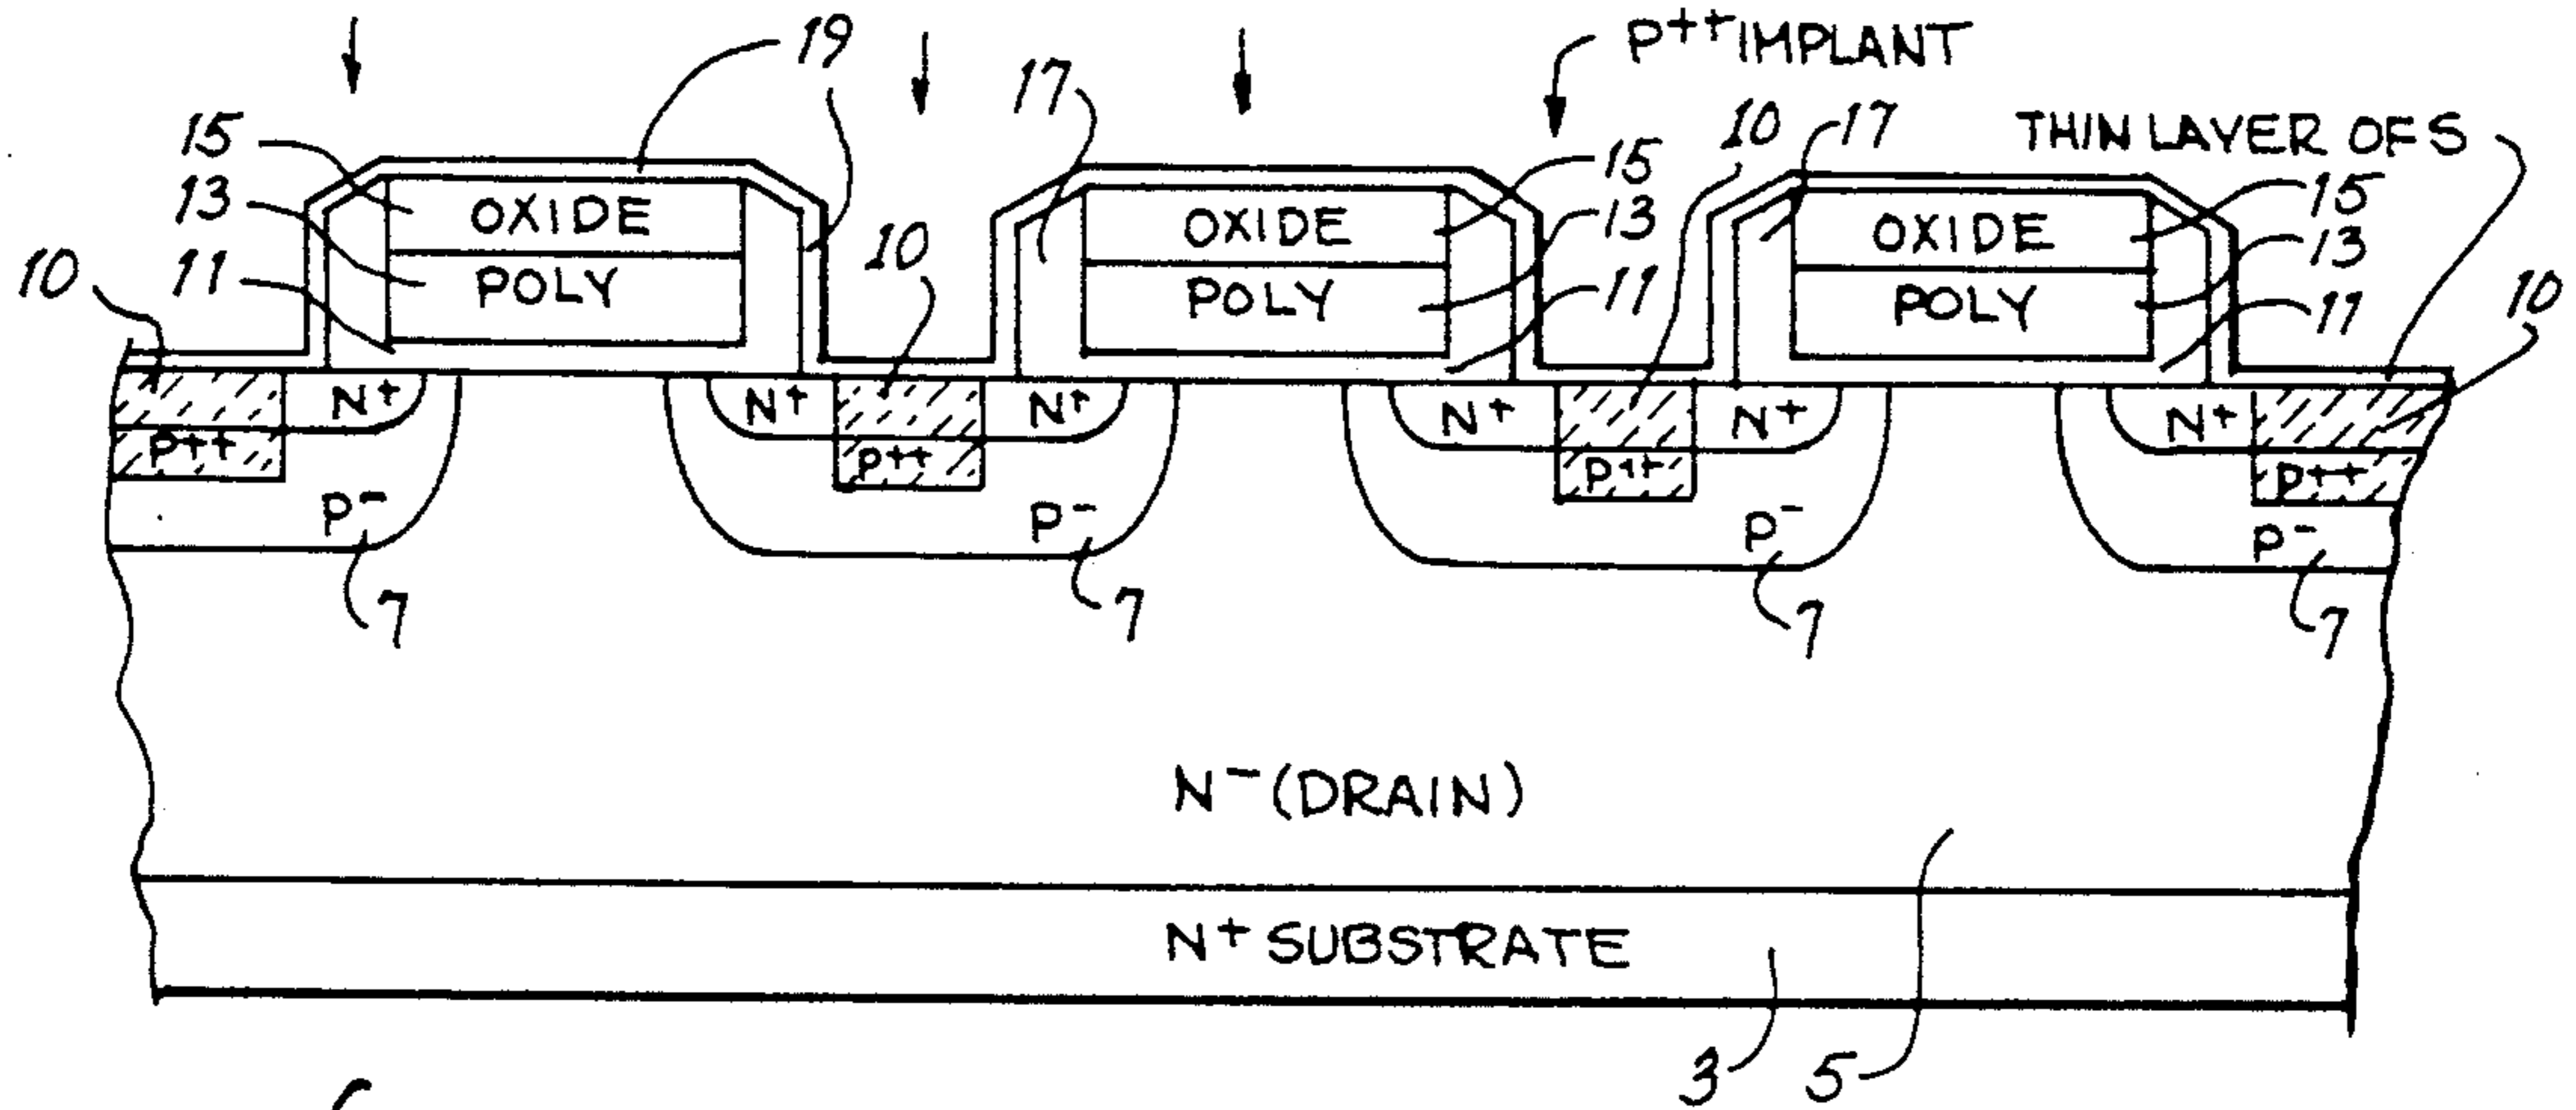 19
P++ IMPLANT
17
10
17
THIN LAYER OF S
15
15
15
13
OXIDE
10
OXIDE
13
OXIDE
13
10
11
POLY
POLY
11
POLY
11
10
N+
N+
N+
N+
N+
N+
P++
P++
P++
P++
P-
P-
P-
P-
7
7
7
7
N- (DRAIN)
N+ SUBSTRATE
3
5